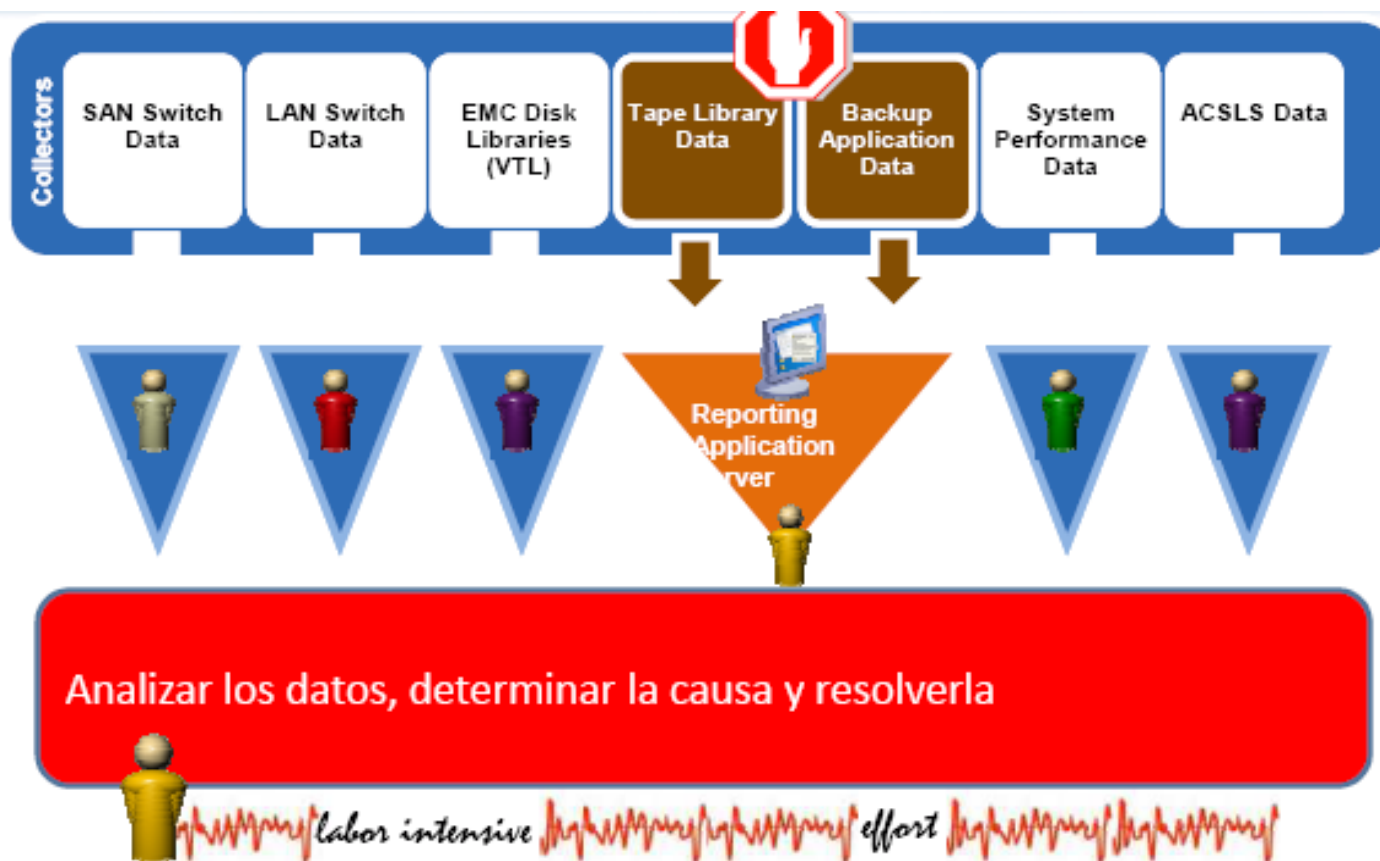 Collectors
SAN Switch
Data
LAN Switch
Data
EMC Disk
Libraries
(VTL)
Tape Library
Data
Backup
Application
Data
System
Performance
Data
ACSLS Data
Reporting
Application
erver
Analizar los datos, determinar la causa y resolverla
labor intensive effort